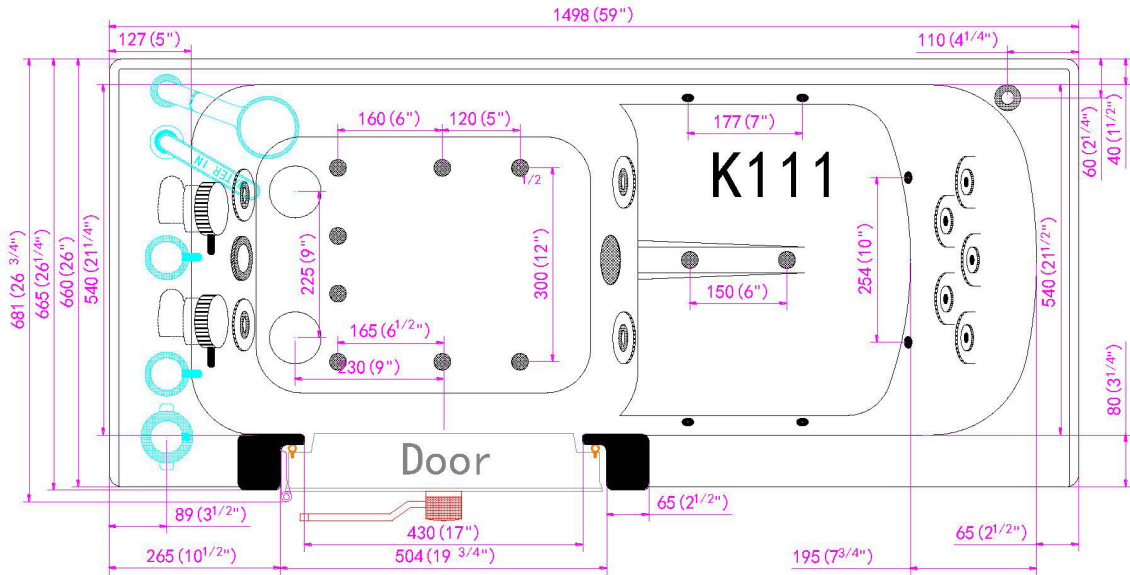 1498 (59")
127 (5")
110 (4 1/4")
160 (6")
120 (5")
177 (7")
1/2
K111
TER IN
681 (26 3/4")
665 (26 1/4")
660 (26")
540 (21 1/4")
225 (9")
300 (12")
254 (10")
150 (6")
60 (2 1/4")
40 (1 1/2")
540 (21 1/2")
165 (6 1/2")
230 (9")
80 (3 1/4")
Door
89 (3 1/2")
430 (17")
65 (2 1/2")
65 (2 1/2")
265 (10 1/2")
504 (19 3/4")
195 (7 3/4")